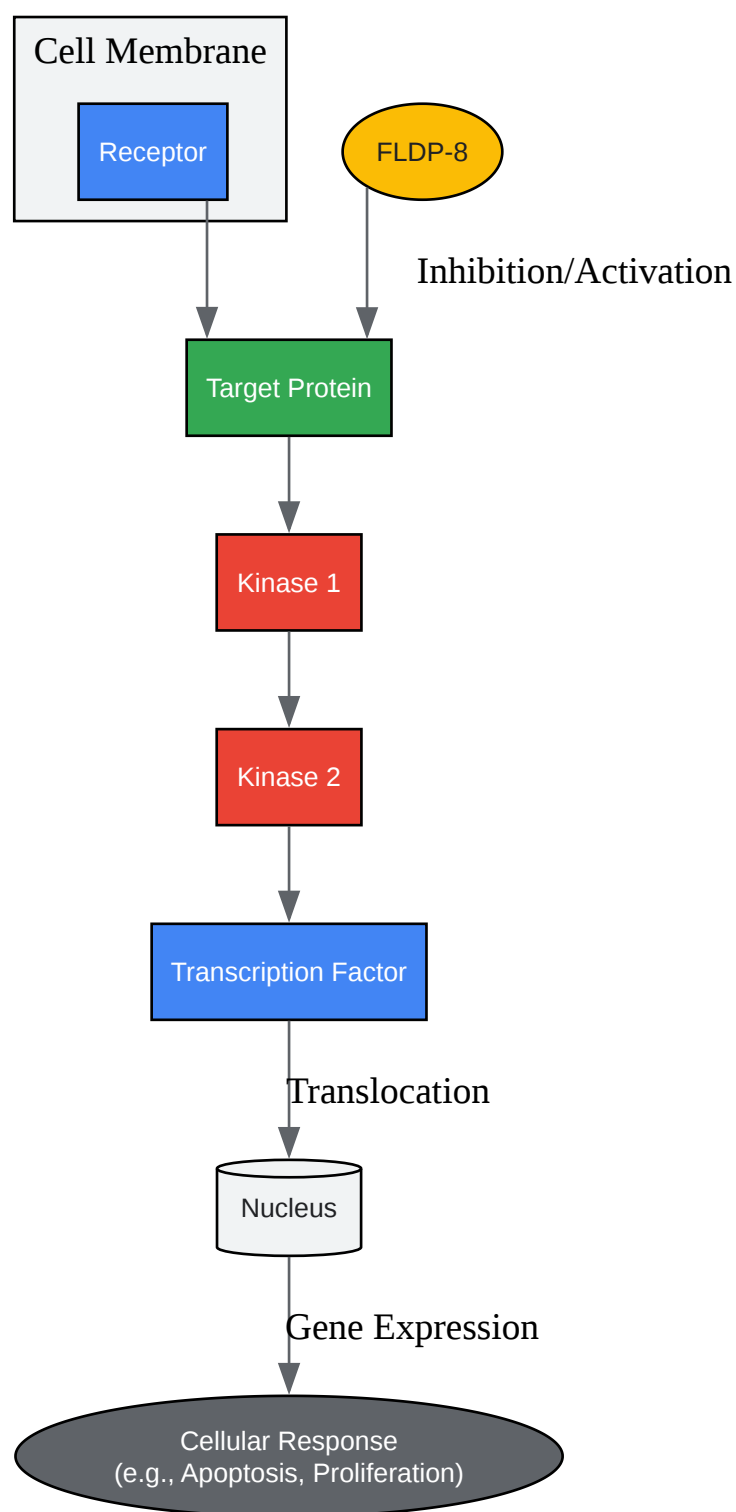 Cell Membrane
Receptor
FLDP-8
Inhibition/Activation
Target Protein
Kinase 1
Kinase 2
Transcription Factor
Translocation
Nucleus
Gene Expression
Cellular Response
(e.g., Apoptosis, Proliferation)